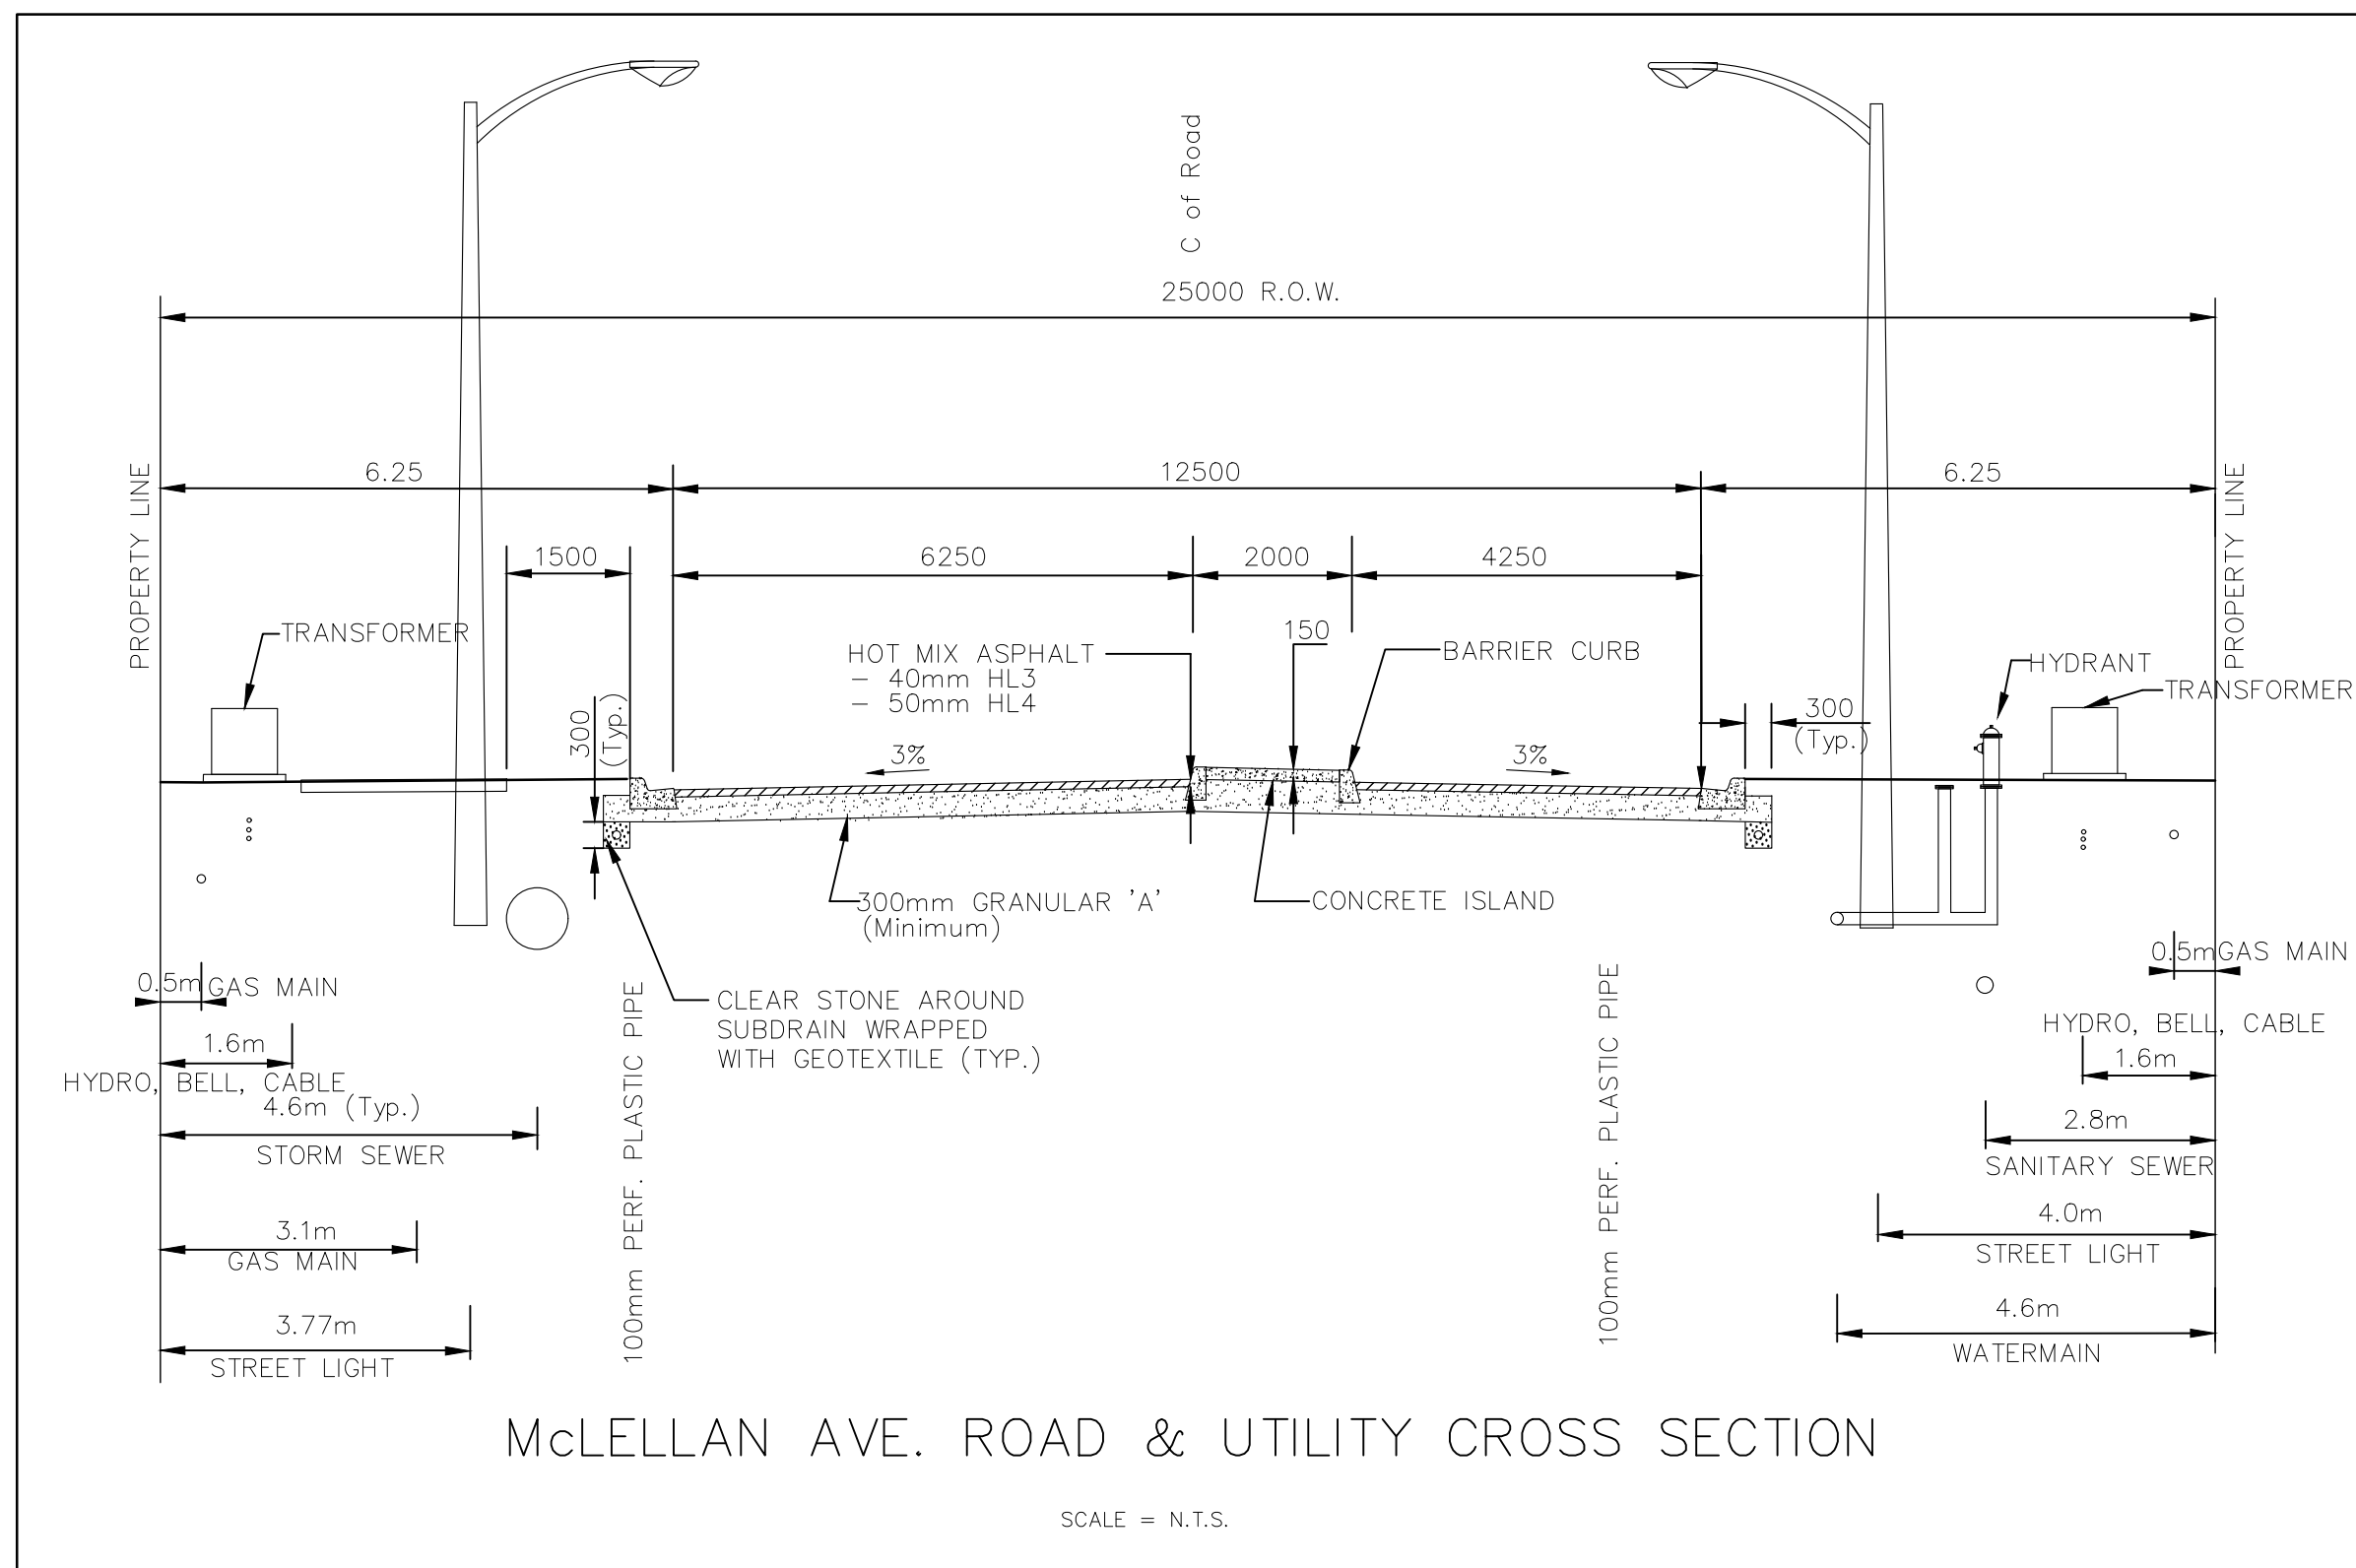 C of Road
25000 R.O.W.
PROPERTY LINE
6.25
12500
6.25
PROPERTY LINE
1500
6250
2000
4250
TRANSFORMER
HOT MIX ASPHALT
- 40mm HL3
- 50mm HL4
150
BARRIER CURB
HYDRANT
TRANSFORMER
300
(Typ.)
300
(Typ.)
3%
3%
300mm GRANULAR 'A'
(Minimum)
CONCRETE ISLAND
0.5m GAS MAIN
CLEAR STONE AROUND
SUBDRAIN WRAPPED
WITH GEOTEXTILE (TYP.)
0.5m GAS MAIN
1.6m
HYDRO, BELL, CABLE
HYDRO, BELL, CABLE
1.6m
4.6m (Typ.)
STORM SEWER
100mm PERF. PLASTIC PIPE
100mm PERF. PLASTIC PIPE
2.8m
SANITARY SEWER
3.1m
GAS MAIN
4.0m
STREET LIGHT
3.77m
STREET LIGHT
4.6m
WATERMAIN
McLELLAN AVE. ROAD & UTILITY CROSS SECTION
SCALE = N.T.S.